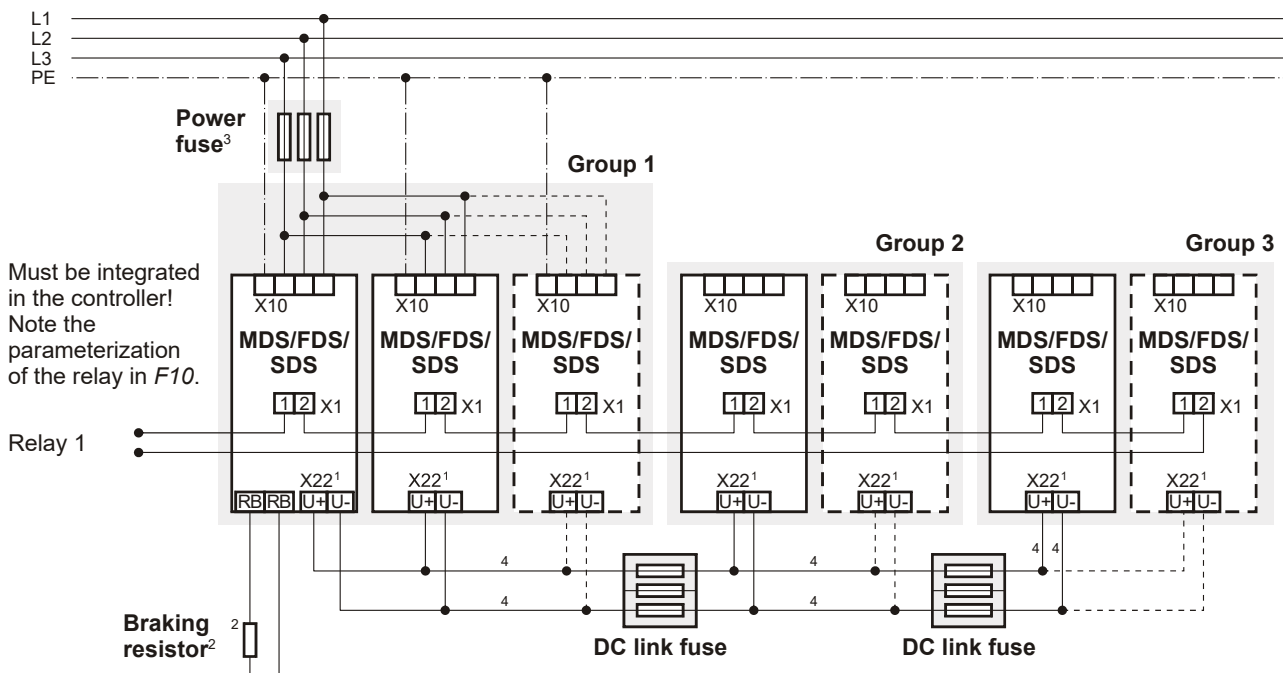 L1
L2
L3
PE
Power
fuse³
Group 1
Group 2
Group 3
Must be integrated
in the controller!
Note the
parameterization
of the relay in F10.
X10
X10
X10
X10
X10
X10
X10
MDS/FDS/
SDS
MDS/FDS/
SDS
MDS/FDS/
SDS
MDS/FDS/
SDS
MDS/FDS/
SDS
MDS/FDS/
SDS
MDS/FDS/
SDS
1 2 X1
1 2 X1
1 2 X1
1 2 X1
1 2 X1
1 2 X1
1 2 X1
Relay 1
X22¹
X22¹
X22¹
X22¹
X22¹
X22¹
X22¹
RB RB U+ U-
U+ U-
U+ U-
U+ U-
U+ U-
U+ U-
U+ U-
4 4
4
4
4
4
DC link fuse
DC link fuse
Braking
resistor²
2